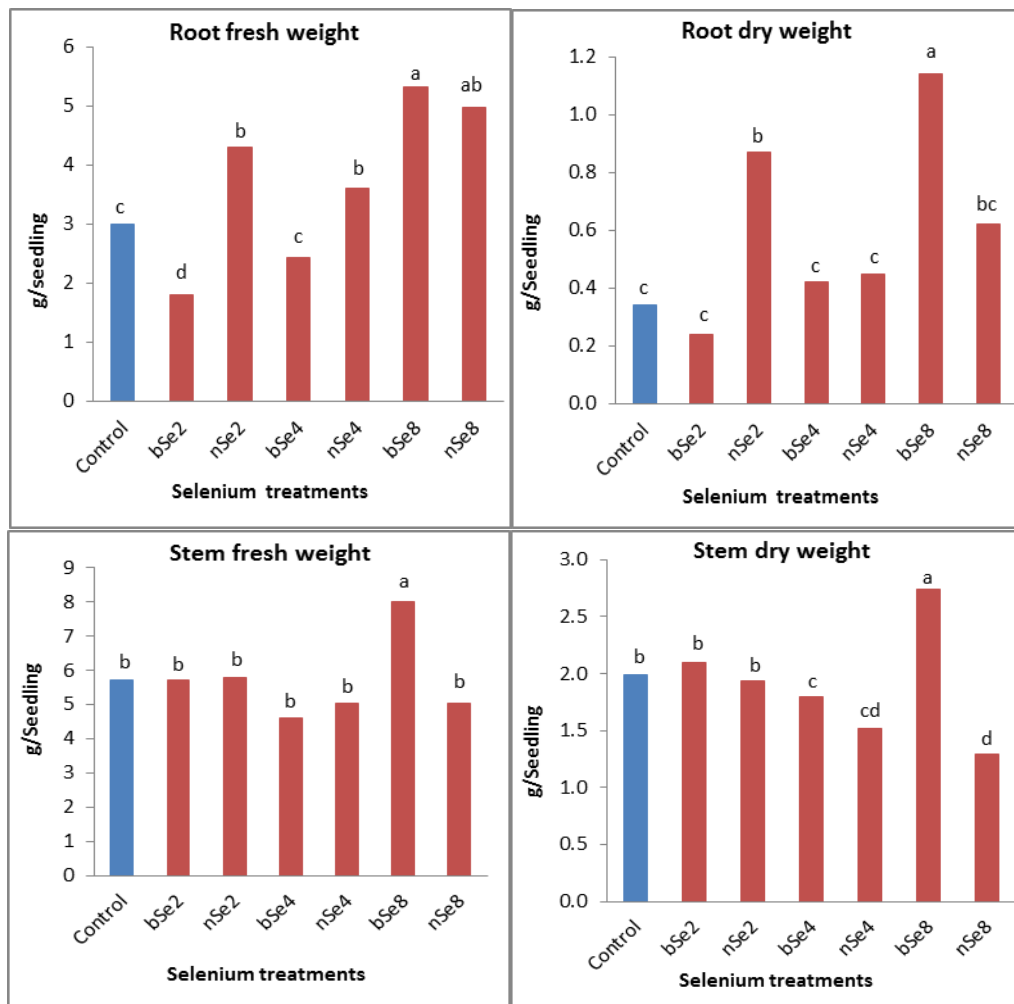 Root fresh weight
6
5
4
3
2
1
0
g/seedling
c
d
b
c
b
a
ab
Control
bSe2
nSe2
bSe4
nSe4
bSe8
nSe8
Selenium treatments
Root dry weight
1.2
1.0
0.8
0.6
0.4
0.2
0.0
g/Seedling
c
c
b
c
c
a
bc
Control
bSe2
nSe2
bSe4
nSe4
bSe8
nSe8
Selenium treatments
Stem fresh weight
9
8
7
6
5
4
3
2
1
0
g/Seedling
b
b
b
b
b
a
b
Control
bSe2
nSe2
bSe4
nSe4
bSe8
nSe8
Selenium treatments
Stem dry weight
3.0
2.5
2.0
1.5
1.0
0.5
0.0
g/Seedling
b
b
b
c
cd
a
d
Control
bSe2
nSe2
bSe4
nSe4
bSe8
nSe8
Selenium treatments